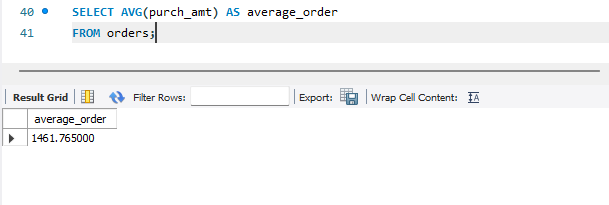 40 SELECT AVG(purch_amt) AS average_order
41 FROM orders;
Result Grid Filter Rows: Export: Wrap Cell Content: IA
average_order
1461.765000